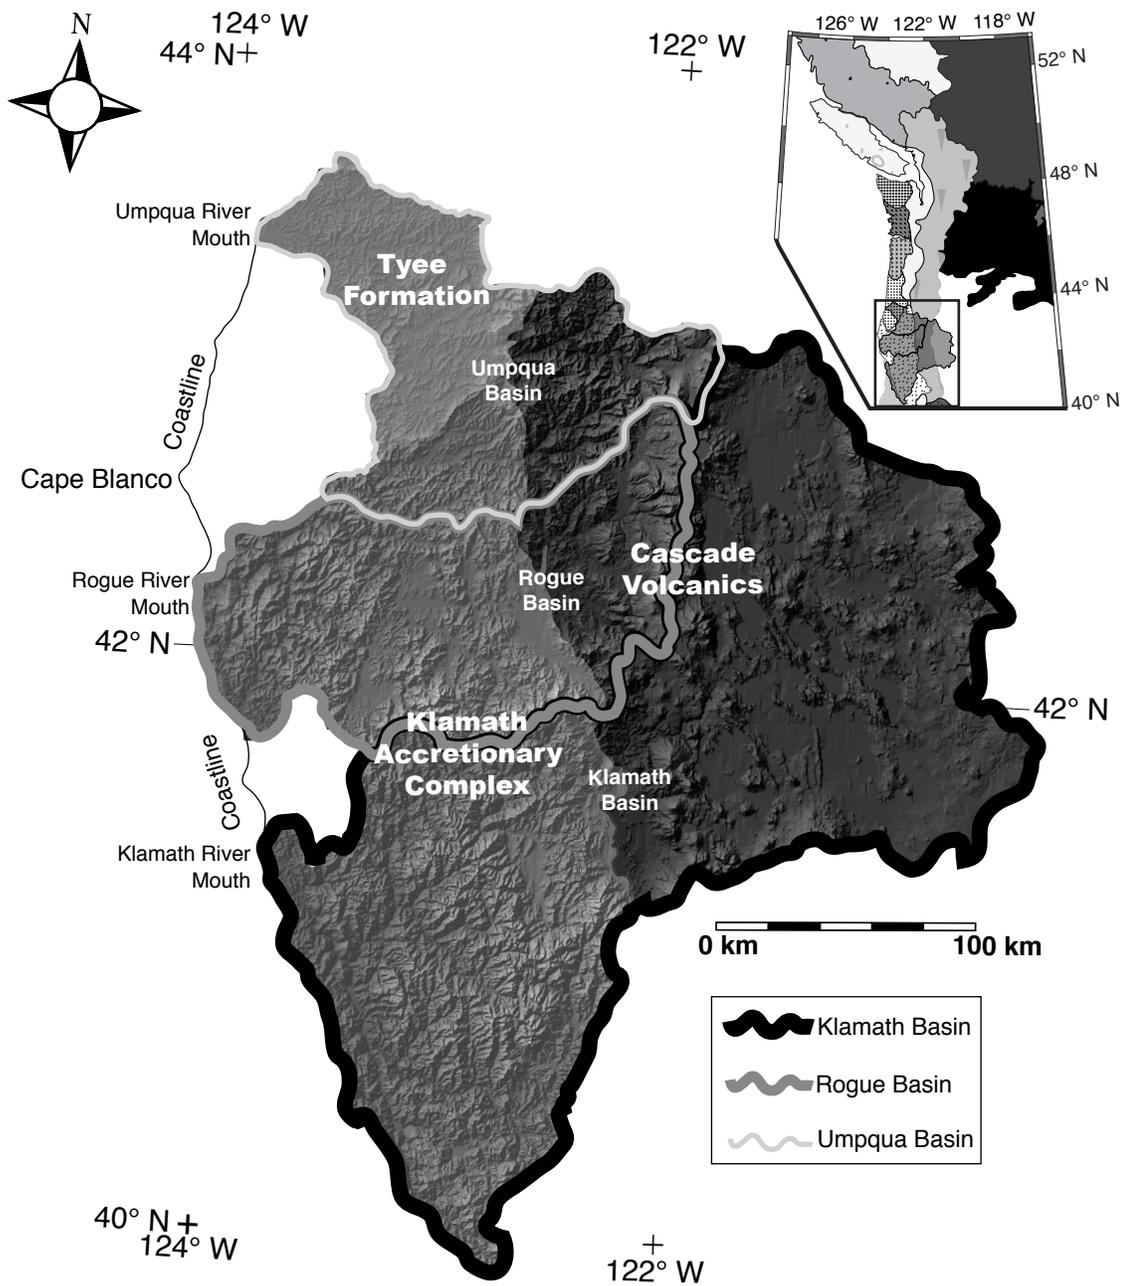 N
124° W
44° N
122° W
126° W 122° W 118° W
52° N
48° N
44° N
40° N
Umpqua River
Mouth
Tyee
Formation
Umpqua
Basin
Coastline
Cape Blanco
Cascade
Volcanics
Rogue River
Mouth
Rogue
Basin
42° N
42° N
Klamath
Accretionary
Complex
Coastline
Klamath
Basin
Klamath River
Mouth
0 km 100 km
Klamath Basin
Rogue Basin
Umpqua Basin
40° N
124° W
122° W